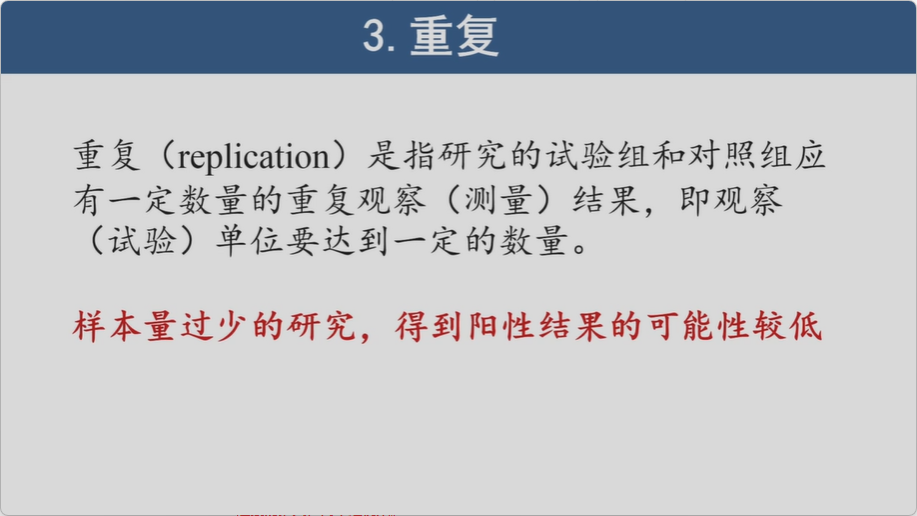 3.重复
重复（replication）是指研究的试验组和对照组应
有一定数量的重复观察（测量）结果，即观察
（试验）单位要达到一定的数量。
样本量过少的研究，得到阳性结果的可能性较低